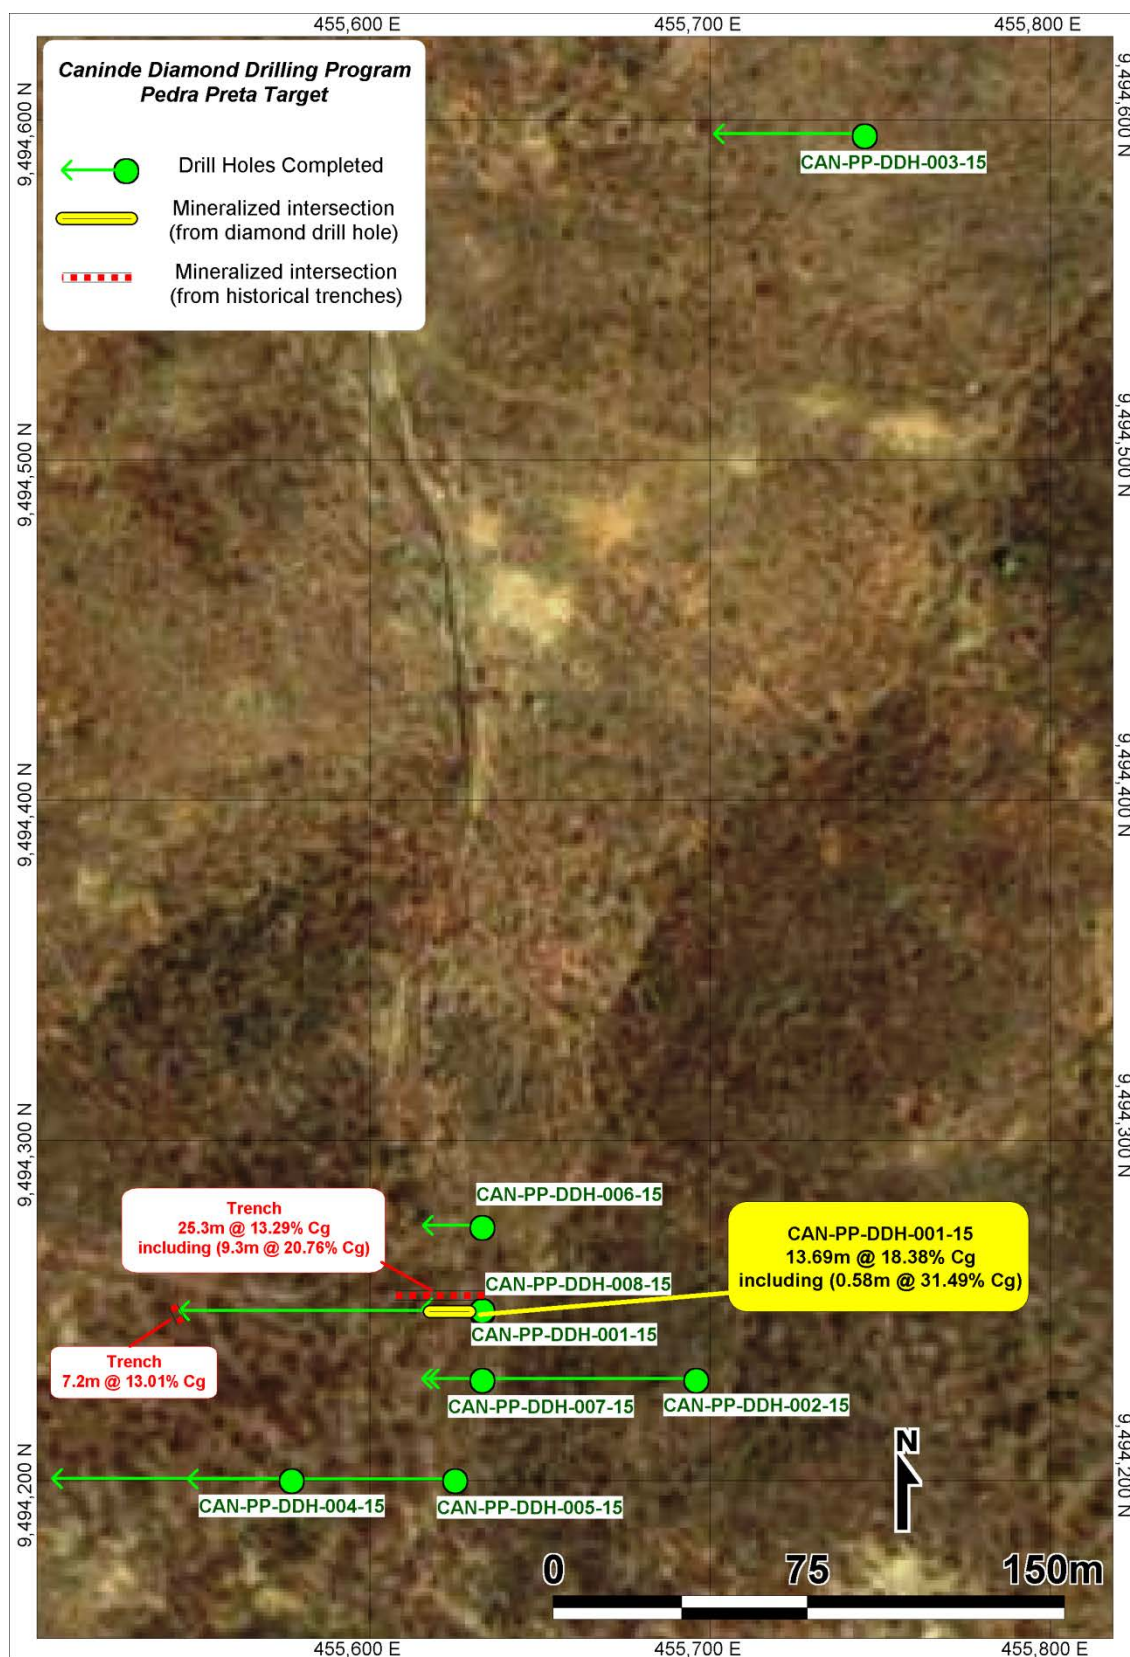 455,600 E
455,700 E
455,800 E
Caninde Diamond Drilling Program
Pedra Preta Target
Drill Holes Completed
Mineralized intersection
(from diamond drill hole)
Mineralized intersection
(from historical trenches)
9,494,600 N
9,494,600 N
CAN-PP-DDH-003-15
9,494,500 N
9,494,500 N
9,494,400 N
9,494,400 N
9,494,300 N
9,494,300 N
CAN-PP-DDH-006-15
Trench
25.3m @ 13.29% Cg
including (9.3m @ 20.76% Cg)
CAN-PP-DDH-001-15
13.69m @ 18.38% Cg
including (0.58m @ 31.49% Cg)
CAN-PP-DDH-008-15
CAN-PP-DDH-001-15
Trench
7.2m @ 13.01% Cg
CAN-PP-DDH-007-15
CAN-PP-DDH-002-15
9,494,200 N
9,494,200 N
CAN-PP-DDH-004-15
CAN-PP-DDH-005-15
N
0 75 150m
455,600 E
455,700 E
455,800 E